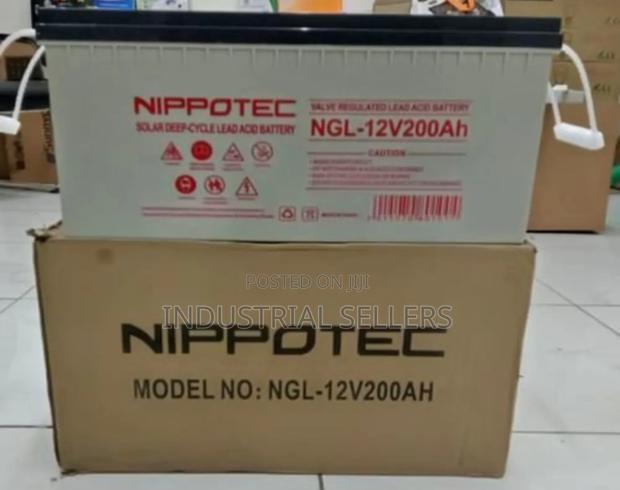 NIPPOTEC
SOLAR DEEP-CYCLE LEAD ACID BATTERY
VALVE REGULATED LEAD ACID BATTERY
NGL-12V200Ah
CAUTION
POSTED ON JIJI
INDUSTRIAL SELLERS
NIPPOTEC
MODEL NO: NGL-12V200AH